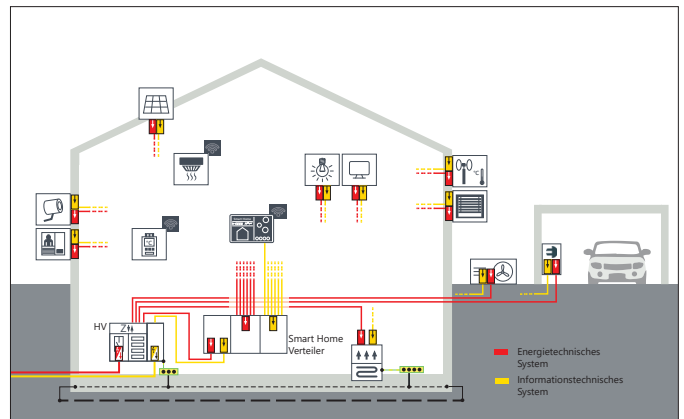 °C
°C
HV
Z
Smart Home
Verteiler
Energietechnisches
System
Informationstechnisches
System